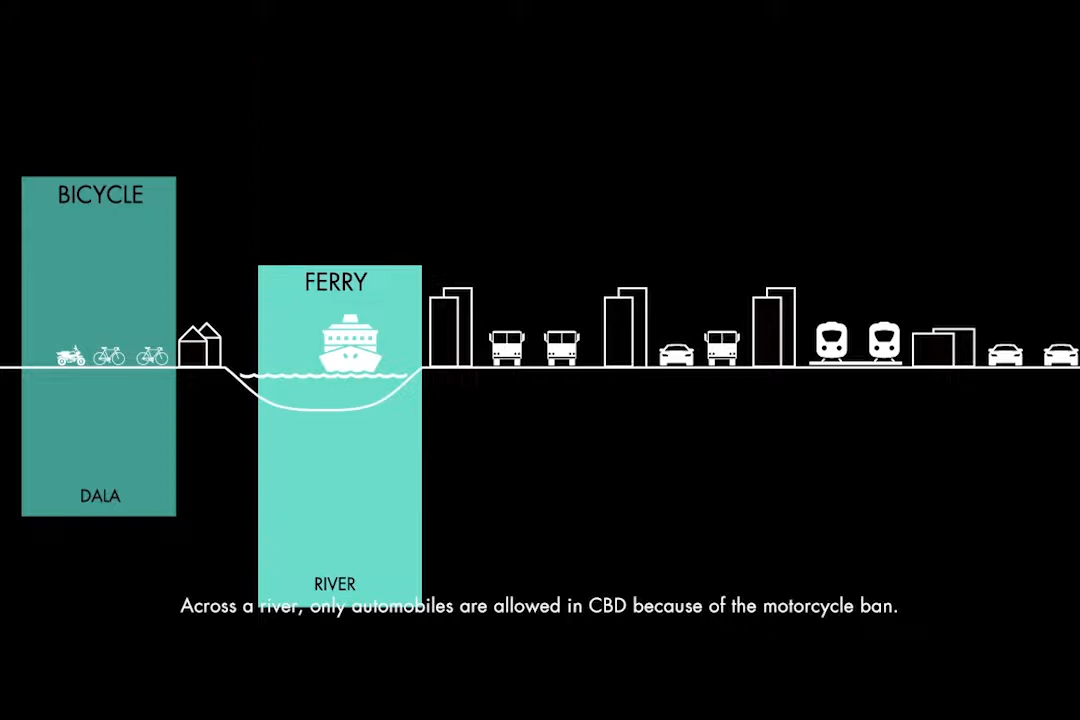 BICYCLE
FERRY
DALA
RIVER
Across a river, only automobiles are allowed in CBD because of the motorcycle ban.